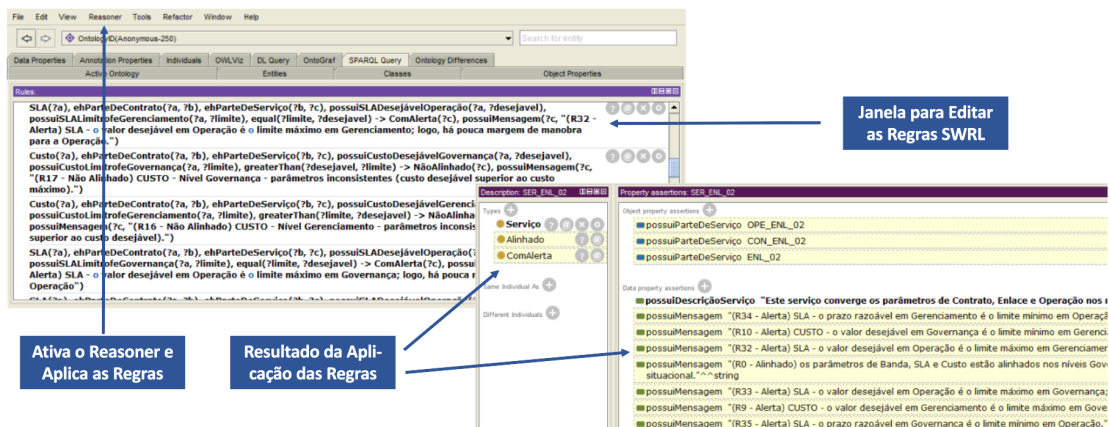 File Edit View Reasoner Tools Refactor Window Help
OntologyID(Anonymous-250)
Search for entity
Data Properties Annotation Properties Individuals OWLViz DL Query OntoGraf SPARQL Query Ontology Differences
Active Ontology Entities Classes Object Properties
Rules:
SLA(?a), ehParteDeContrato(?a, ?b), ehParteDeServiço(?b, ?c), possuiSLADesejávelOperação(?a, ?desejavel),
possuiSLALimítrofeGerenciamento(?a, ?limite), equal(?limite, ?desejavel) -> ComAlerta(?c), possuiMensagem(?c, "(R32 -
Alerta) SLA - o valor desejável em Operação é o limite máximo em Gerenciamento; logo, há pouca margem de manobra
para a Operação.")
Custo(?a), ehParteDeContrato(?a, ?b), ehParteDeServiço(?b, ?c), possuiCustoDesejávelGovernança(?a, ?desejavel),
possuiCustoLimítrofeGovernança(?a, ?limite), greaterThan(?desejavel, ?limite) -> NãoAlinhado(?c), possuiMensagem(?c,
"(R17 - Não Alinhado) CUSTO - Nível Governança - parâmetros inconsistentes (custo desejável superior ao custo
máximo).")
Custo(?a), ehParteDeContrato(?a, ?b), ehParteDeServiço(?b, ?c), possuiCustoDesejávelGerenci
possuiCustoLimítrofeGerenciamento(?a, ?limite), greaterThan(?limite, ?desejavel) -> NãoAlinha
possuiMensagem(?c, "(R16 - Não Alinhado) CUSTO - Nível Gerenciamento - parâmetros inconsis
superior ao custo desejável).")
SLA(?a), ehParteDeContrato(?a, ?b), ehParteDeServiço(?b, ?c), possuiSLADesejávelOperação(
possuiSLALimítrofeGovernança(?a, ?limite), equal(?limite, ?desejavel) -> ComAlerta(?c), possui
Alerta) SLA - o valor desejável em Operação é o limite máximo em Governança; logo, há pouca
Operação")
Janela para Editar
as Regras SWRL
Description: SER_ENL_02
Types
Serviço
Alinhado
ComAlerta
Same Individual As
Different Individuals
Property assertions: SER_ENL_02
Object property assertions
possuiParteDeServiço OPE_ENL_02
possuiParteDeServiço CON_ENL_02
possuiParteDeServiço ENL_02
Data property assertions
possuiDescriçãoServiço "Este serviço converge os parâmetros de Contrato, Enlace e Operação nos
possuiMensagem "(R34 - Alerta) SLA - o prazo razoável em Gerenciamento é o limite mínimo em Operaçã
possuiMensagem "(R10 - Alerta) CUSTO - o valor desejável em Governança é o limite mínimo em Gerenci
possuiMensagem "(R32 - Alerta) SLA - o valor desejável em Operação é o limite máximo em Gerenciamen
possuiMensagem "(R0 - Alinhado) os parâmetros de Banda, SLA e Custo estão alinhados nos níveis Gov
situacional."^^string
possuiMensagem "(R33 - Alerta) SLA - o valor desejável em Operação é o limite máximo em Governança;
possuiMensagem "(R9 - Alerta) CUSTO - o valor desejável em Gerenciamento é o limite máximo em Gove
possuiMensagem "(R35 - Alerta) SLA - o prazo razoável em Governança é o limite mínimo em Operação."
Ativa o Reasoner e
Aplica as Regras
Resultado da Apli-
cação das Regras